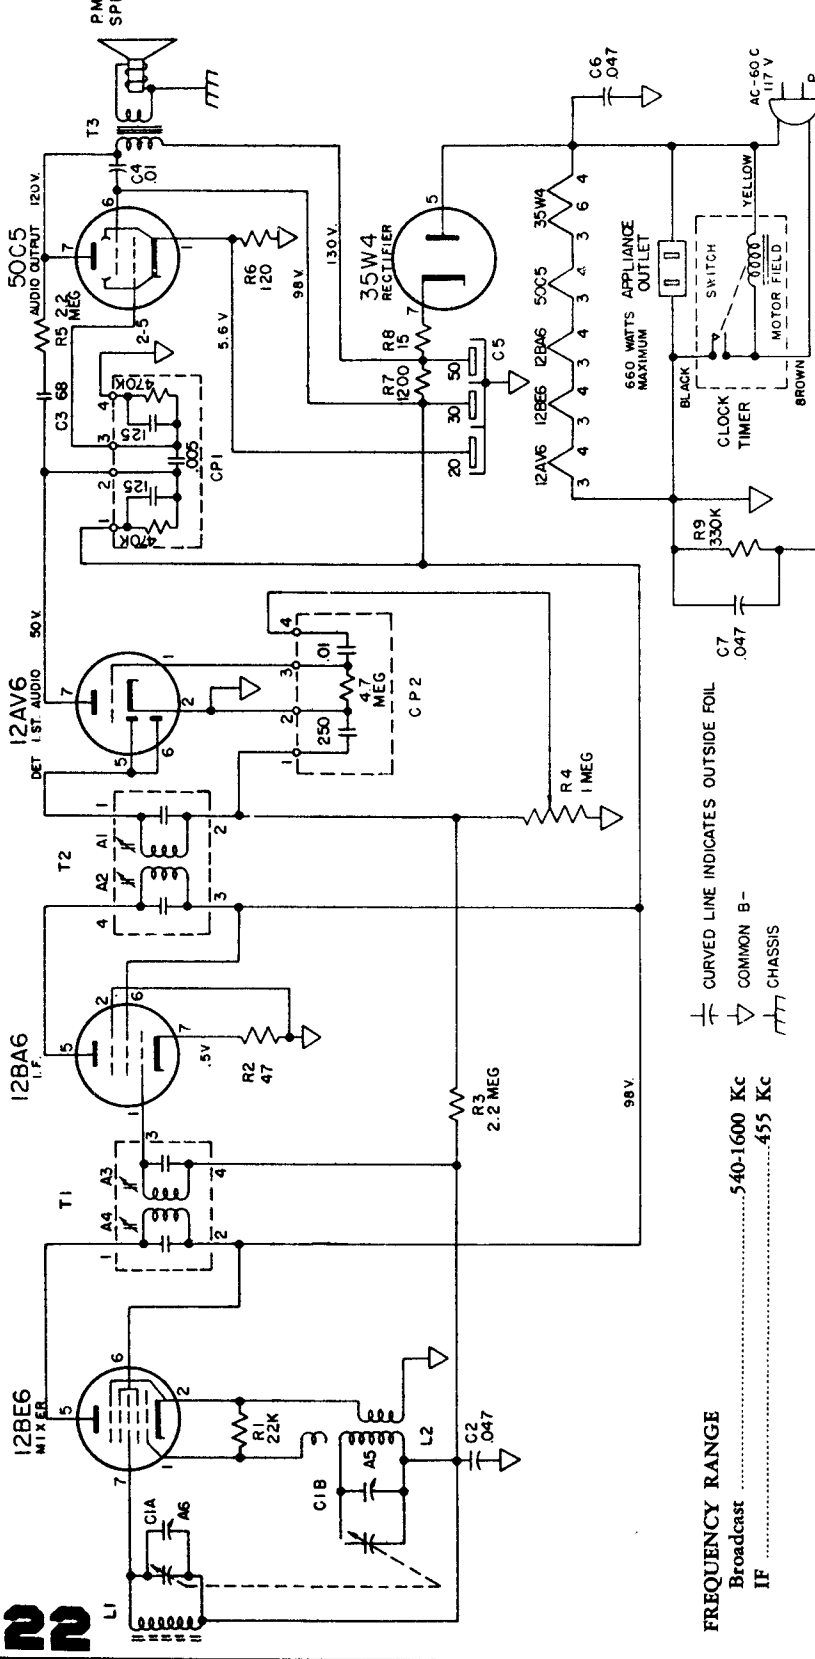 22
12BE6
MIXER
12BA6
I.F.
12AV6
DET 1.ST. AUDIO
50V.
50C5
AUDIO OUTPUT
120V.
L1
C1A
A6
7
5
6
1
2
R1
22K
C1B
A5
L2
C2
.047
T1
1
A4
A3
3
2
4
1
5
2
6
7
.5V
R2
47
R3
2.2 MEG
98V.
T2
4
A2
A1
1
3
2
5
6
7
1
2
1
2
3
4
250
4.7
MEG
.01
CP2
R4
1 MEG
C3 68
R5
2.2
MEG
1
2
3
4
470K
125
.005
125
470K
CP1
2-5
7
6
1
C4
.01
T3
P.M.
R6
120
5.6 V
98V.
130V.
35W4
RECTIFIER
7
5
R8
15
R7
1200
20
30
50
C5
C6
.047
12AV6
12BE6
12BA6
50C5
35W4
3
4
3
4
3
4
3
4
3
6
4
660 WATTS
MAXIMUM
APPLIANCE
OUTLET
BLACK
SWITCH
YELLOW
MOTOR FIELD
CLOCK
TIMER
BROWN
AC-60C
117 V
R9
330K
C7
.047
CURVED LINE INDICATES OUTSIDE FOIL
COMMON B-
CHASSIS
FREQUENCY RANGE
Broadcast ........ 540-1600 Kc
IF ........ 455 Kc